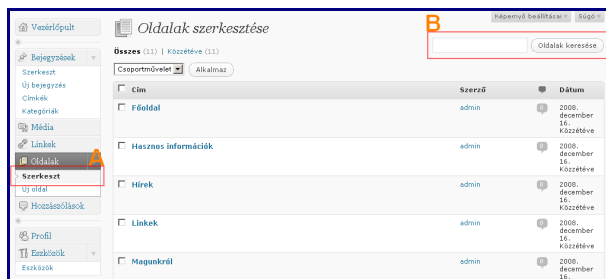 Vezérlőpult
Bejegyzések
Szerkeszt
Új bejegyzés
Címkék
Kategóriák
Média
Linkek
Oldalak
A
Szerkeszt
Új oldal
Hozzászólások
Profil
Eszközök
Eszközök
Képernyő beállításai
Súgó
Oldalak szerkesztése
B
Oldalak keresése
Összes (11) | Közzétéve (11)
Csoportművelet
Alkalmaz
Cím Szerző Dátum
Főoldal admin 0 2008.
december
16.
Közzétéve
Hasznos információk admin 0 2008.
december
16.
Közzétéve
Hírek admin 0 2008.
december
16.
Közzétéve
Linkek admin 0 2008.
december
16.
Közzétéve
Magunkról admin 0 2008.
december
16.